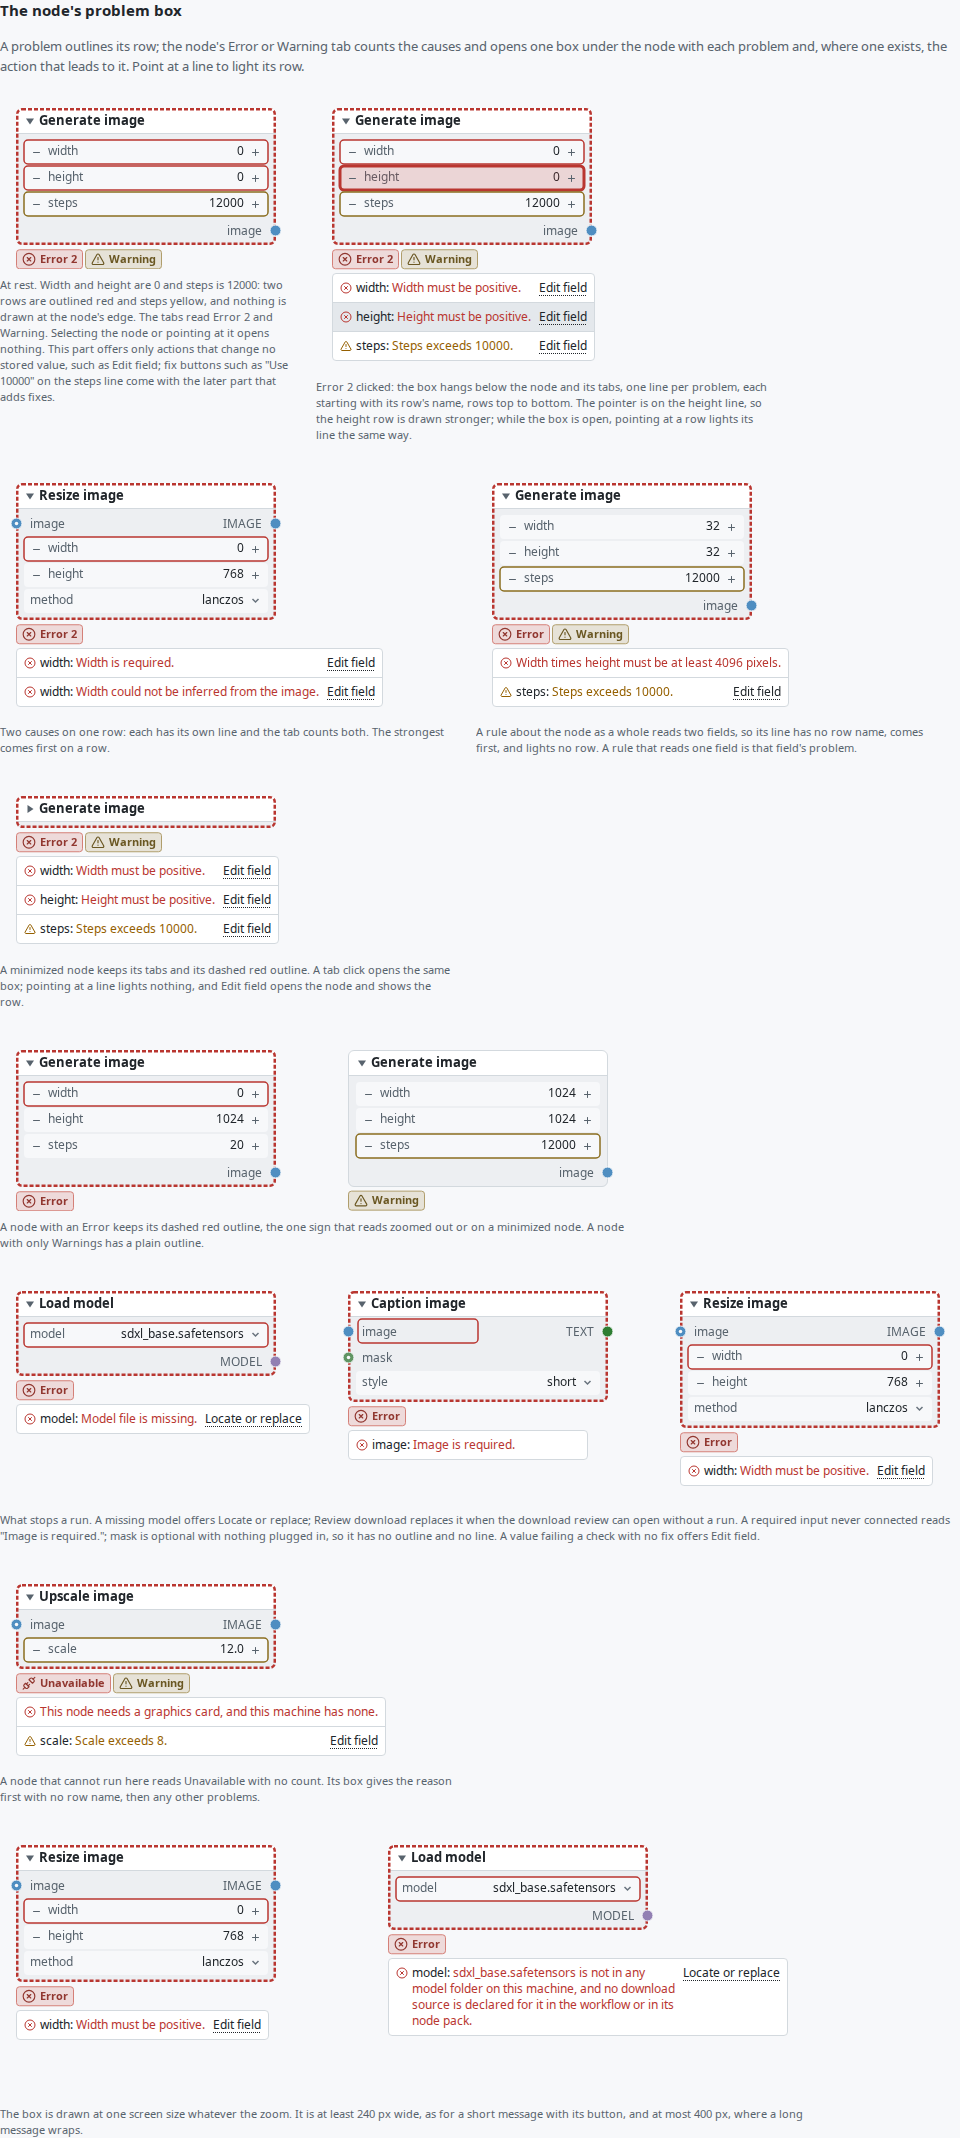 The node's problem box
A problem outlines its row; the node's Error or Warning tab counts the causes and opens one box under the node with each problem and, where one exists, the
action that leads to it. Point at a line to light its row.
Generate image
− width 0 +
− height 0 +
− steps 12000 +
image
Error 2 Warning
At rest. Width and height are 0 and steps is 12000: two
rows are outlined red and steps yellow, and nothing is
drawn at the node's edge. The tabs read Error 2 and
Warning. Selecting the node or pointing at it opens
nothing. This part offers only actions that change no
stored value, such as Edit field; fix buttons such as "Use
10000" on the steps line come with the later part that
adds fixes.
Generate image
− width 0 +
− height 0 +
− steps 12000 +
image
Error 2 Warning
width: Width must be positive. Edit field
height: Height must be positive. Edit field
steps: Steps exceeds 10000. Edit field
Error 2 clicked: the box hangs below the node and its tabs, one line per problem, each
starting with its row's name, rows top to bottom. The pointer is on the height line, so
the height row is drawn stronger; while the box is open, pointing at a row lights its
line the same way.
Resize image
image IMAGE
− width 0 +
− height 768 +
method lanczos
Error 2
width: Width is required. Edit field
width: Width could not be inferred from the image. Edit field
Two causes on one row: each has its own line and the tab counts both. The strongest
comes first on a row.
Generate image
− width 32 +
− height 32 +
− steps 12000 +
image
Error Warning
Width times height must be at least 4096 pixels.
steps: Steps exceeds 10000. Edit field
A rule about the node as a whole reads two fields, so its line has no row name, comes
first, and lights no row. A rule that reads one field is that field's problem.
Generate image
Error 2 Warning
width: Width must be positive. Edit field
height: Height must be positive. Edit field
steps: Steps exceeds 10000. Edit field
A minimized node keeps its tabs and its dashed red outline. A tab click opens the same
box; pointing at a line lights nothing, and Edit field opens the node and shows the
row.
Generate image
− width 0 +
− height 1024 +
− steps 20 +
image
Error
Generate image
− width 1024 +
− height 1024 +
− steps 12000 +
image
Warning
A node with an Error keeps its dashed red outline, the one sign that reads zoomed out or on a minimized node. A node
with only Warnings has a plain outline.
Load model
model sdxl_base.safetensors
MODEL
Error
model: Model file is missing. Locate or replace
Caption image
image TEXT
mask
style short
Error
image: Image is required.
Resize image
image IMAGE
− width 0 +
− height 768 +
method lanczos
Error
width: Width must be positive. Edit field
What stops a run. A missing model offers Locate or replace; Review download replaces it when the download review can open without a run. A required input never connected reads
"Image is required."; mask is optional with nothing plugged in, so it has no outline and no line. A value failing a check with no fix offers Edit field.
Upscale image
image IMAGE
− scale 12.0 +
Unavailable Warning
This node needs a graphics card, and this machine has none.
scale: Scale exceeds 8. Edit field
A node that cannot run here reads Unavailable with no count. Its box gives the reason
first with no row name, then any other problems.
Resize image
image IMAGE
− width 0 +
− height 768 +
method lanczos
Error
width: Width must be positive. Edit field
Load model
model sdxl_base.safetensors
MODEL
Error
model: sdxl_base.safetensors is not in any Locate or replace
model folder on this machine, and no download
source is declared for it in the workflow or in its
node pack.
The box is drawn at one screen size whatever the zoom. It is at least 240 px wide, as for a short message with its button, and at most 400 px, where a long
message wraps.